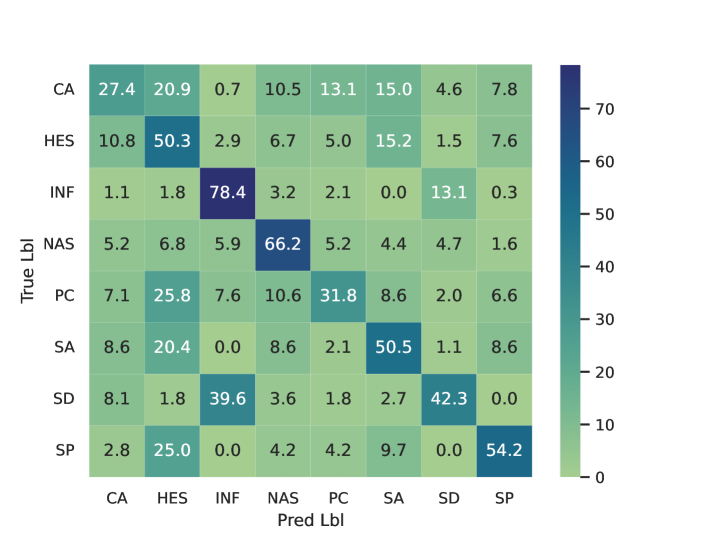 CA 27.4 20.9 0.7 10.5 13.1 15.0 4.6 7.8
HES 10.8 50.3 2.9 6.7 5.0 15.2 1.5 7.6
INF 1.1 1.8 78.4 3.2 2.1 0.0 13.1 0.3
NAS 5.2 6.8 5.9 66.2 5.2 4.4 4.7 1.6
PC 7.1 25.8 7.6 10.6 31.8 8.6 2.0 6.6
SA 8.6 20.4 0.0 8.6 2.1 50.5 1.1 8.6
SD 8.1 1.8 39.6 3.6 1.8 2.7 42.3 0.0
SP 2.8 25.0 0.0 4.2 4.2 9.7 0.0 54.2
CA HES INF NAS PC SA SD SP
Pred Lbl
True Lbl
70
60
50
40
30
20
10
0